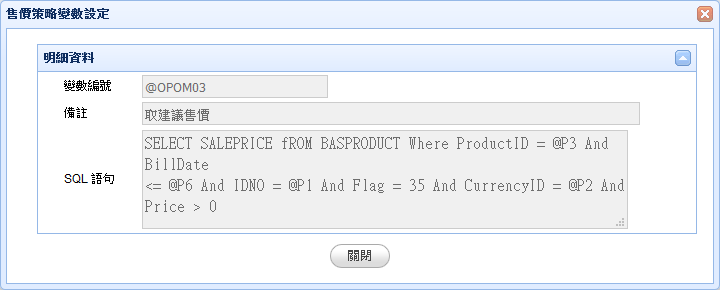 售價策略變數設定
明細資料
變數編號 @OPOM03
備註 取建議售價
SQL 語句
SELECT SALEPRICE fROM BASPRODUCT Where ProductID = @P3 And
BillDate
<= @P6 And IDNO = @P1 And Flag = 35 And CurrencyID = @P2 And
Price > 0
關閉